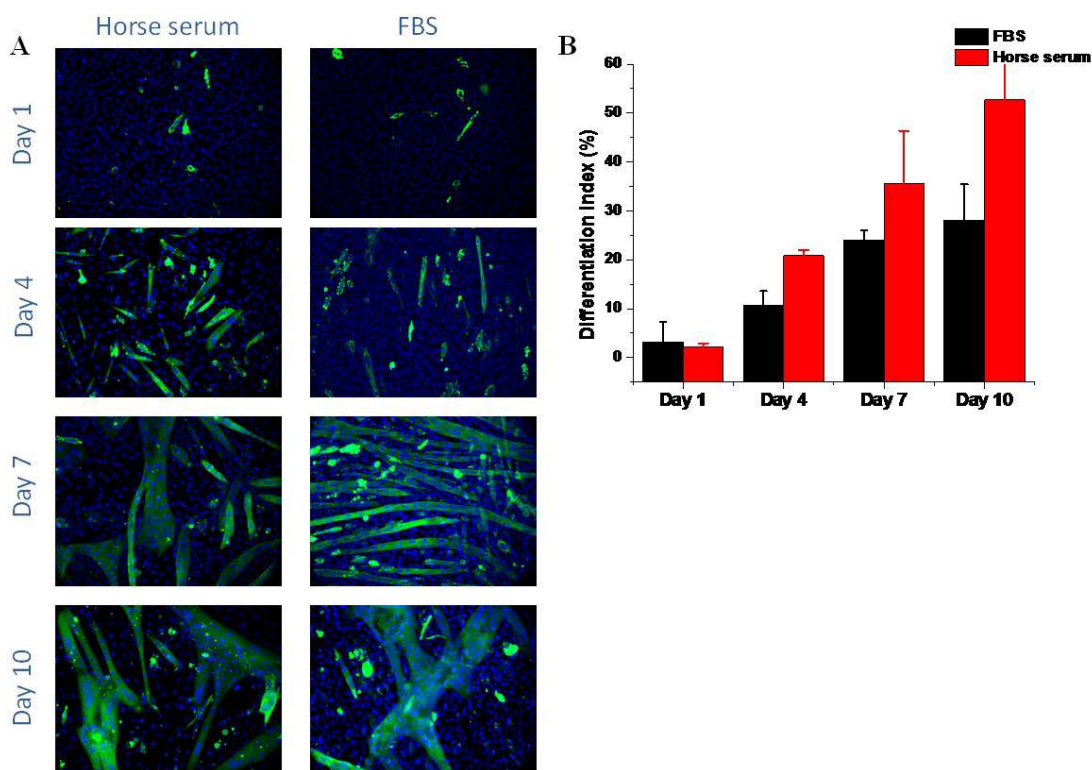 A
Horse serum
FBS
Day 1
Day 4
Day 7
Day 10
B
FBS
Horse serum
Differentiation Index (%)
60
50
40
30
20
10
0
Day 1
Day 4
Day 7
Day 10